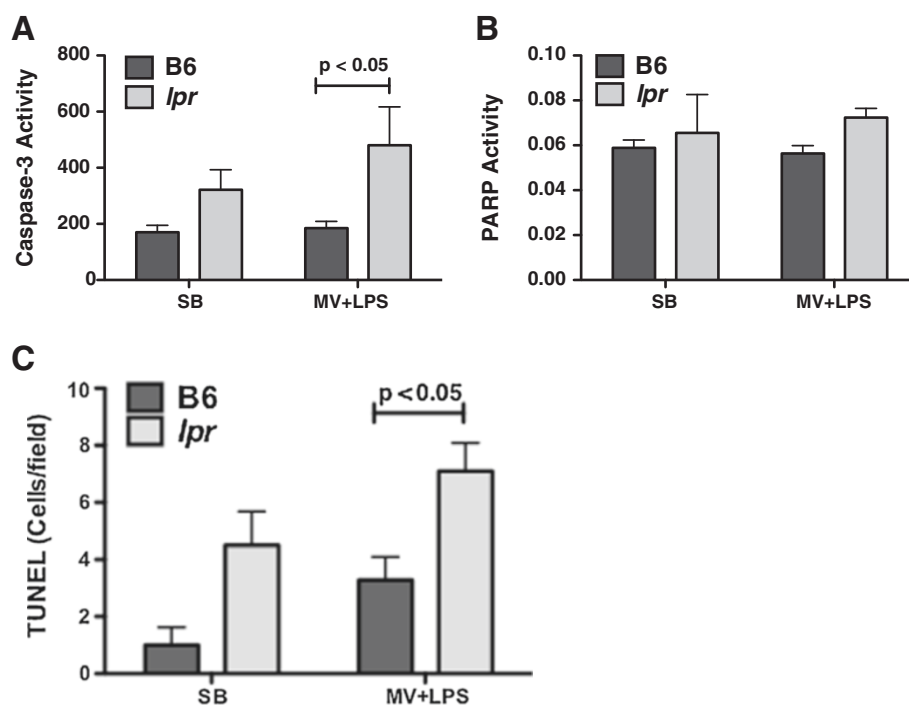 A
Caspase-3 Activity
800
600
400
200
0
B6
lpr
p < 0.05
SB
MV+LPS
B
PARP Activity
0.10
0.08
0.06
0.04
0.02
0.00
B6
lpr
SB
MV+LPS
C
TUNEL (Cells/field)
10
8
6
4
2
0
B6
lpr
p < 0.05
SB
MV+LPS